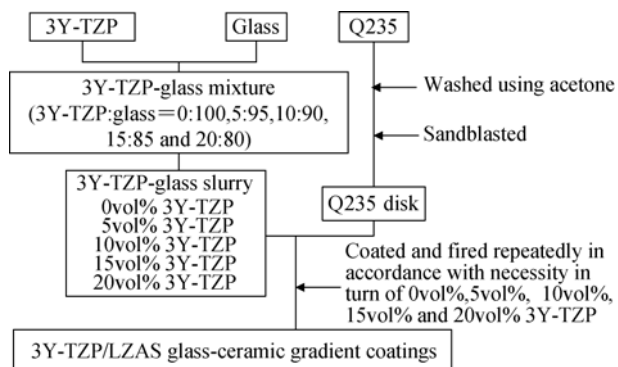 3Y-TZP
Glass
Q235
3Y-TZP-glass mixture
(3Y-TZP:glass=0:100,5:95,10:90,
15:85 and 20:80)
Washed using acetone
Sandblasted
3Y-TZP-glass slurry
0vol% 3Y-TZP
5vol% 3Y-TZP
10vol% 3Y-TZP
15vol% 3Y-TZP
20vol% 3Y-TZP
Q235 disk
Coated and fired repeatedly in
accordance with necessity in
turn of 0vol%,5vol%, 10vol%,
15vol% and 20vol% 3Y-TZP
3Y-TZP/LZAS glass-ceramic gradient coatings